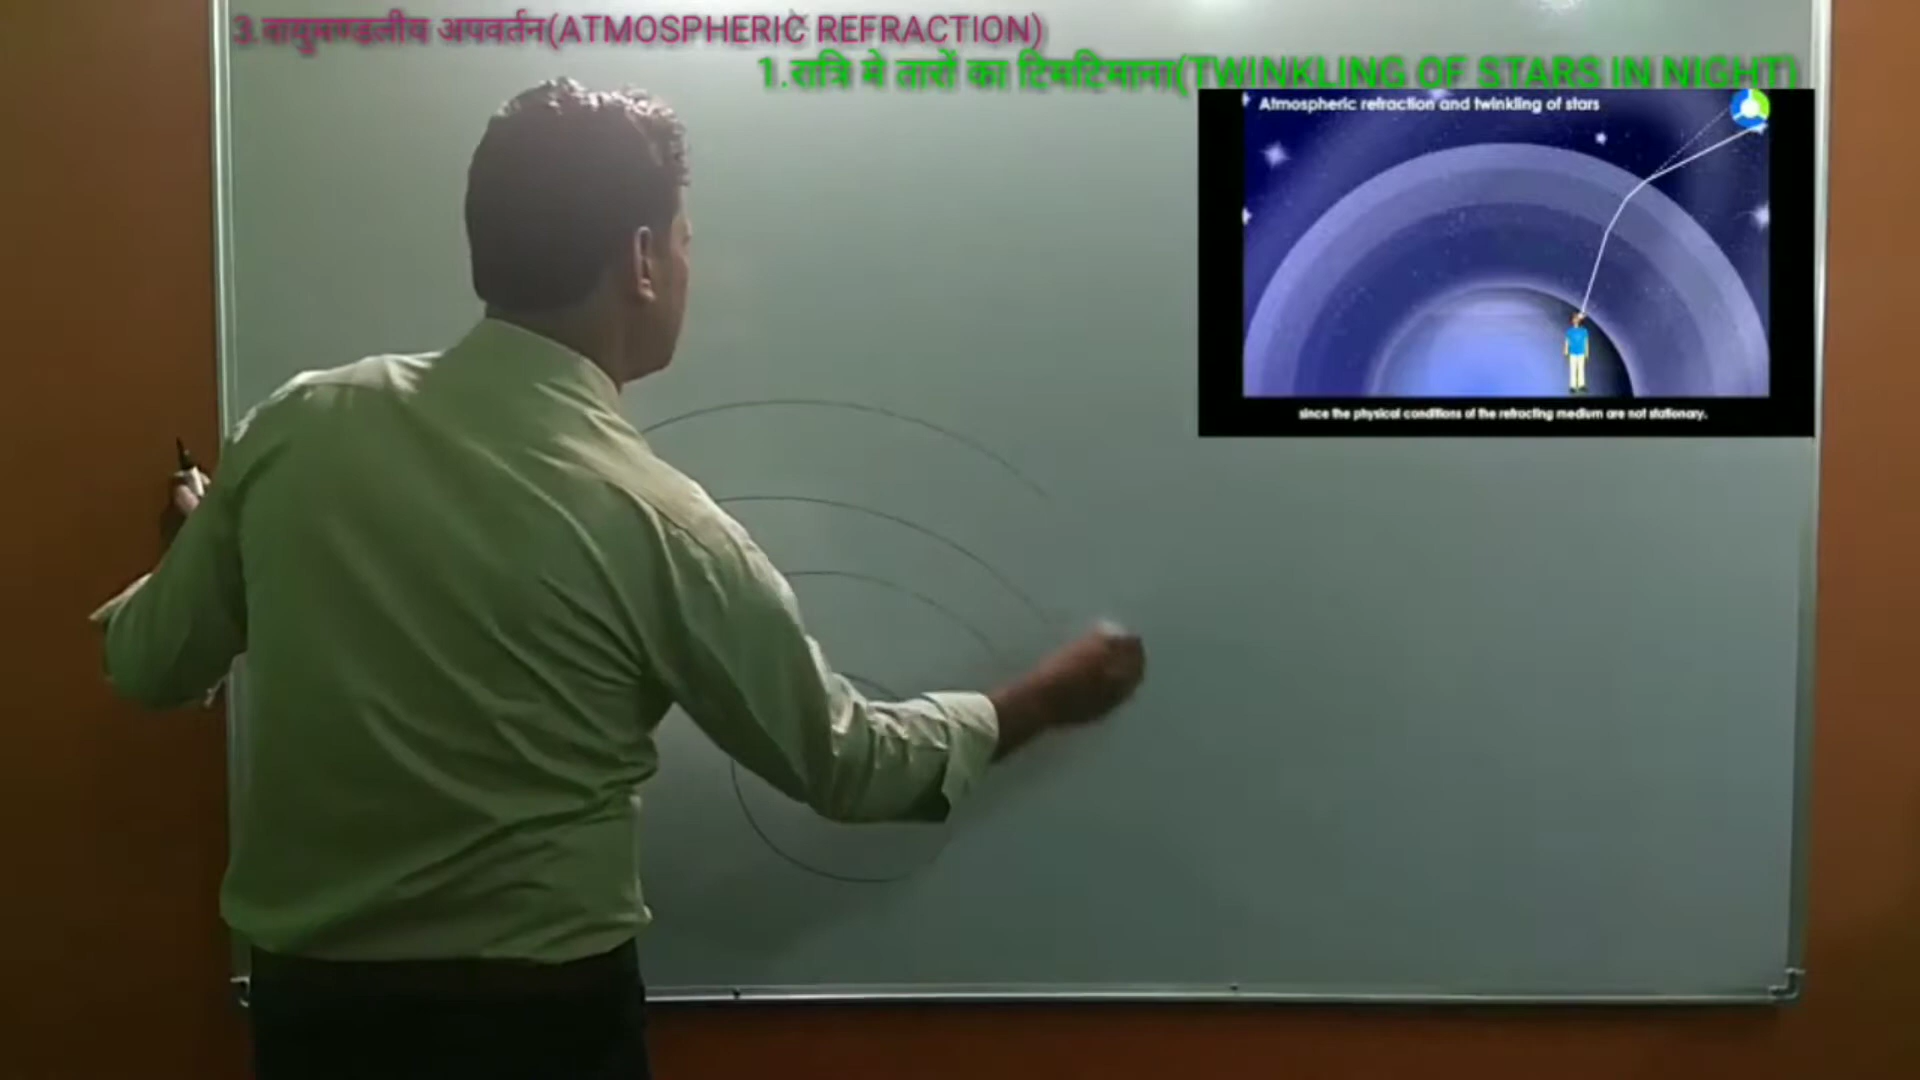 3.वायुमण्डलीय अपवर्तन(ATMOSPHERIC REFRACTION)
1.रात्रि मे तारों का टिमटिमाना(TWINKLING OF STARS IN NIGHT)
Atmospheric refraction and twinkling of stars
since the physical conditions of the refracting medium are not stationary.